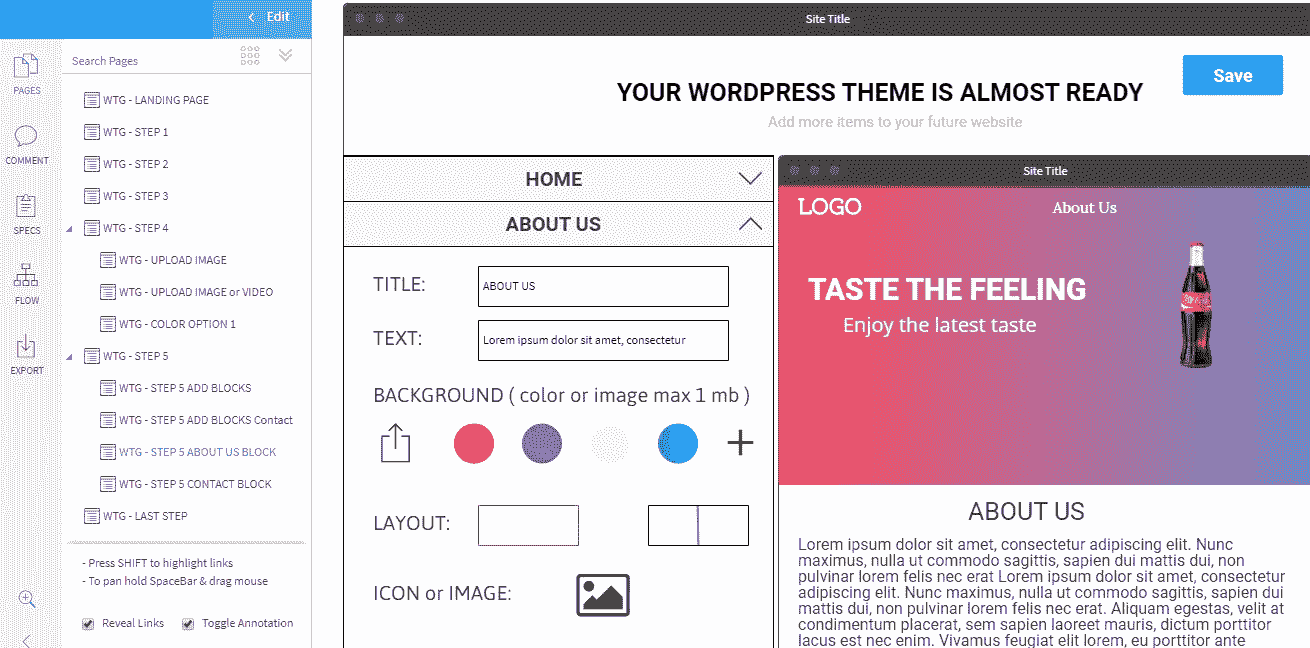 Edit
Search Pages
PAGES
COMMENT
SPECS
FLOW
EXPORT
WTG - LANDING PAGE
WTG - STEP 1
WTG - STEP 2
WTG - STEP 3
WTG - STEP 4
WTG - UPLOAD IMAGE
WTG - UPLOAD IMAGE or VIDEO
WTG - COLOR OPTION 1
WTG - STEP 5
WTG - STEP 5 ADD BLOCKS
WTG - STEP 5 ADD BLOCKS Contact
WTG - STEP 5 ABOUT US BLOCK
WTG - STEP 5 CONTACT BLOCK
WTG - LAST STEP
- Press SHIFT to highlight links
- To pan hold SpaceBar & drag mouse
Reveal Links Toggle Annotation
Site Title
Save
YOUR WORDPRESS THEME IS ALMOST READY
Add more items to your future website
HOME
ABOUT US
TITLE: ABOUT US
TEXT: Lorem ipsum dolor sit amet, consectetur
BACKGROUND ( color or image max 1 mb )
LAYOUT:
ICON or IMAGE:
Site Title
LOGO About Us
TASTE THE FEELING
Enjoy the latest taste
ABOUT US
Lorem ipsum dolor sit amet, consectetur adipiscing elit. Nunc
maximus, nulla ut commodo sagittis, sapien dui mattis dui, non
pulvinar lorem felis nec erat Lorem ipsum dolor sit amet, consectetur
adipiscing elit. Nunc maximus, nulla ut commodo sagittis, sapien dui
mattis dui, non pulvinar lorem felis nec erat. Aliquam egestas, velit at
condimentum placerat, sem sapien laoreet mauris, dictum porttitor
lacus est nec enim. Vivamus feugiat elit lorem, eu porttitor ante